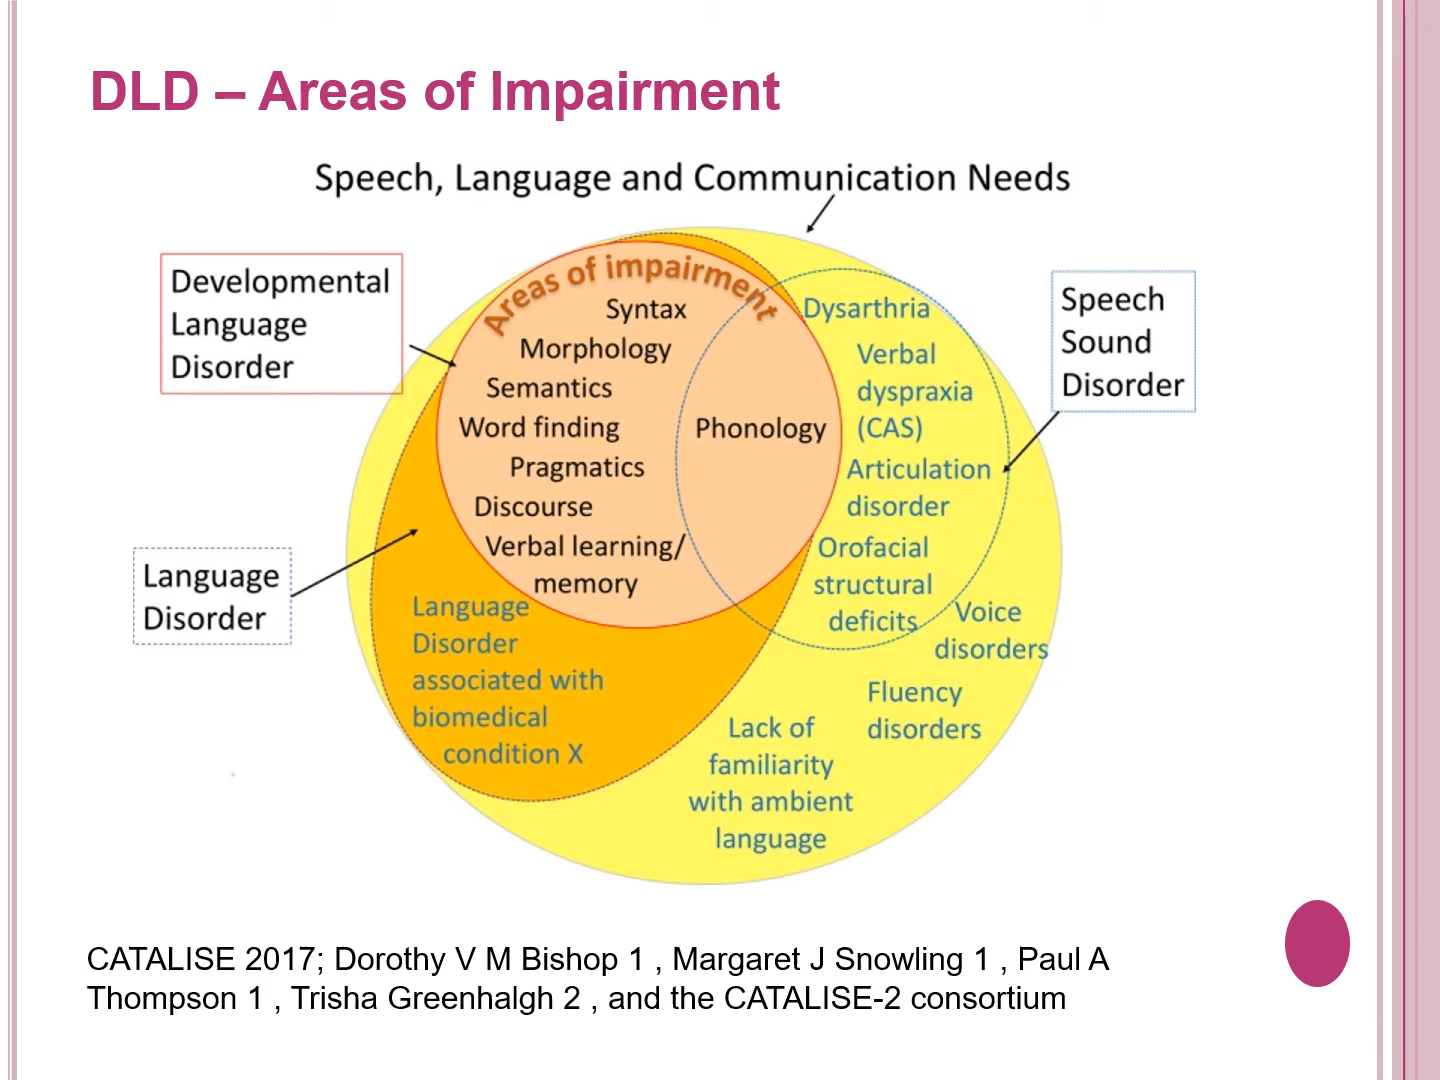 DLD – Areas of Impairment
Speech, Language and Communication Needs
Developmental
Language
Disorder
Areas of impairment
Syntax
Morphology
Semantics
Word finding
Pragmatics
Discourse
Verbal learning/
memory
Phonology
Dysarthria
Verbal
dyspraxia
(CAS)
Articulation
disorder
Orofacial
structural
deficits
Speech
Sound
Disorder
Language
Disorder
Language
Disorder
associated with
biomedical
condition X
Voice
disorders
Fluency
disorders
Lack of
familiarity
with ambient
language
CATALISE 2017; Dorothy V M Bishop 1 , Margaret J Snowling 1 , Paul A
Thompson 1 , Trisha Greenhalgh 2 , and the CATALISE-2 consortium